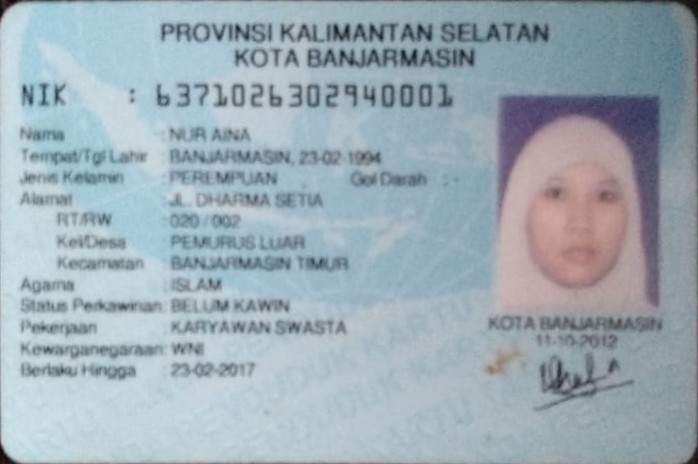 PROVINSI KALIMANTAN SELATAN
KOTA BANJARMASIN
NIK : 6371026302940001
Nama : NUR AINA
Tempat/Tgl Lahir : BANJARMASIN, 23-02-1994
Jenis Kelamin : PEREMPUAN Gol Darah : -
Alamat : JL. DHARMA SETIA
RT/RW : 020 / 002
Kel/Desa : PEMURUS LUAR
Kecamatan : BANJARMASIN TIMUR
Agama : ISLAM
Status Perkawinan: BELUM KAWIN
Pekerjaan : KARYAWAN SWASTA
Kewarganegaraan: WNI
Berlaku Hingga : 23-02-2017
KOTA BANJARMASIN
11-10-2012